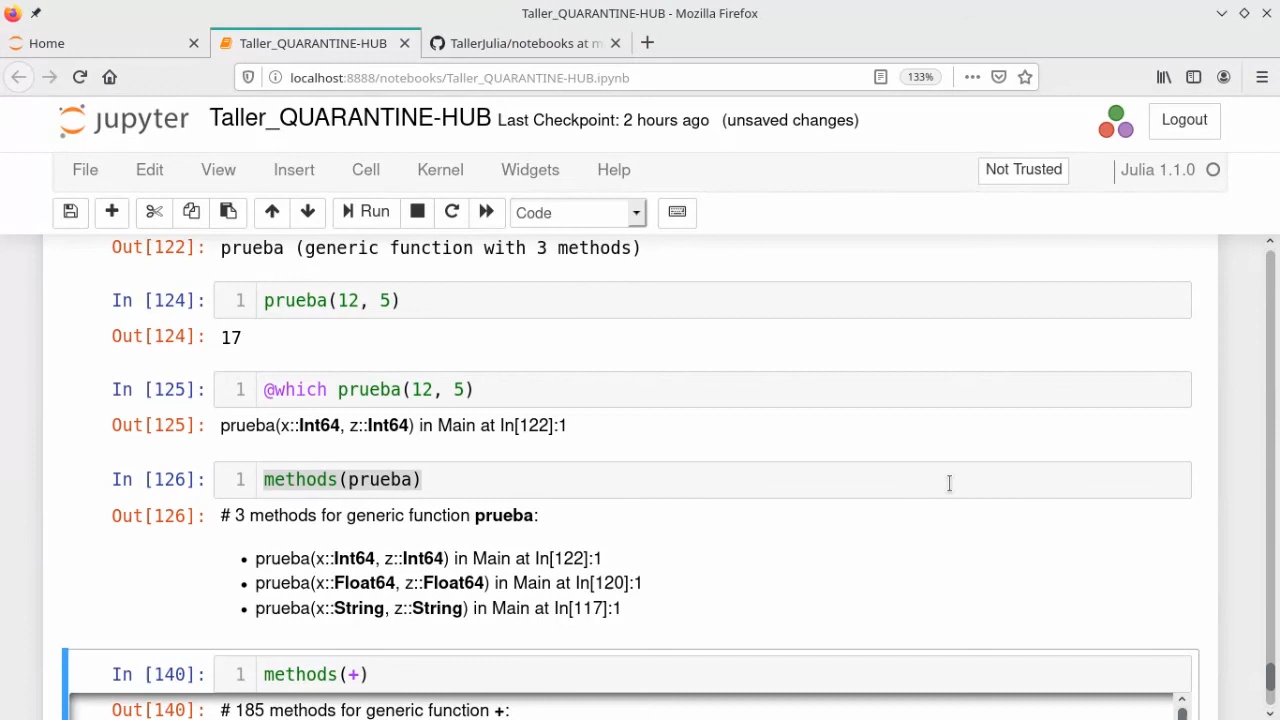 Taller_QUARANTINE-HUB - Mozilla Firefox
Home
Taller_QUARANTINE-HUB
TallerJulia/notebooks at m
localhost:8888/notebooks/Taller_QUARANTINE-HUB.ipynb
133%
jupyter Taller_QUARANTINE-HUB Last Checkpoint: 2 hours ago (unsaved changes)
Logout
File Edit View Insert Cell Kernel Widgets Help
Not Trusted
Julia 1.1.0
Run
Code
Out[122]: prueba (generic function with 3 methods)
In [124]: 1 prueba(12, 5)
Out[124]: 17
In [125]: 1 @which prueba(12, 5)
Out[125]: prueba(x::Int64, z::Int64) in Main at In[122]:1
In [126]: 1 methods(prueba)
Out[126]: # 3 methods for generic function prueba:
• prueba(x::Int64, z::Int64) in Main at In[122]:1
• prueba(x::Float64, z::Float64) in Main at In[120]:1
• prueba(x::String, z::String) in Main at In[117]:1
In [140]: 1 methods(+)
Out[140]: # 185 methods for generic function +: